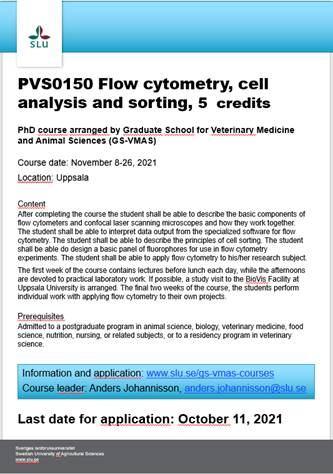 SLU
PVS0150 Flow cytometry, cell
analysis and sorting, 5 credits
PhD course arranged by Graduate School for Veterinary Medicine
and Animal Sciences (GS-VMAS)
Course date: November 8-26, 2021
Location: Uppsala
Content
After completing the course the student shall be able to describe the basic components of
flow cytometers and confocal laser scanning microscopes and how they work together.
The student shall be able to interpret data output from the specialized software for flow
cytometry. The student shall be able to describe the principles of cell sorting. The student
shall be able do design a basic panel of fluorophores for use in flow cytometry
experiments. The student shall be able to apply flow cytometry to his/her research subject.
The first week of the course contains lectures before lunch each day, while the afternoons
are devoted to practical laboratory work. If possible, a study visit to the BioVis Facility at
Uppsala University is arranged. The final two weeks of the course, the students perform
individual work with applying flow cytometry to their own projects.
Prerequisites
Admitted to a postgraduate program in animal science, biology, veterinary medicine, food
science, nutrition, nursing, or related subjects, or to a residency program in veterinary
science.
Information and application: www.slu.se/gs-vmas-courses
Course leader: Anders Johannisson, anders.johannisson@slu.se
Last date for application: October 11, 2021
Sveriges lantbruksuniversitet
Swedish University of Agricultural Sciences
www.slu.se